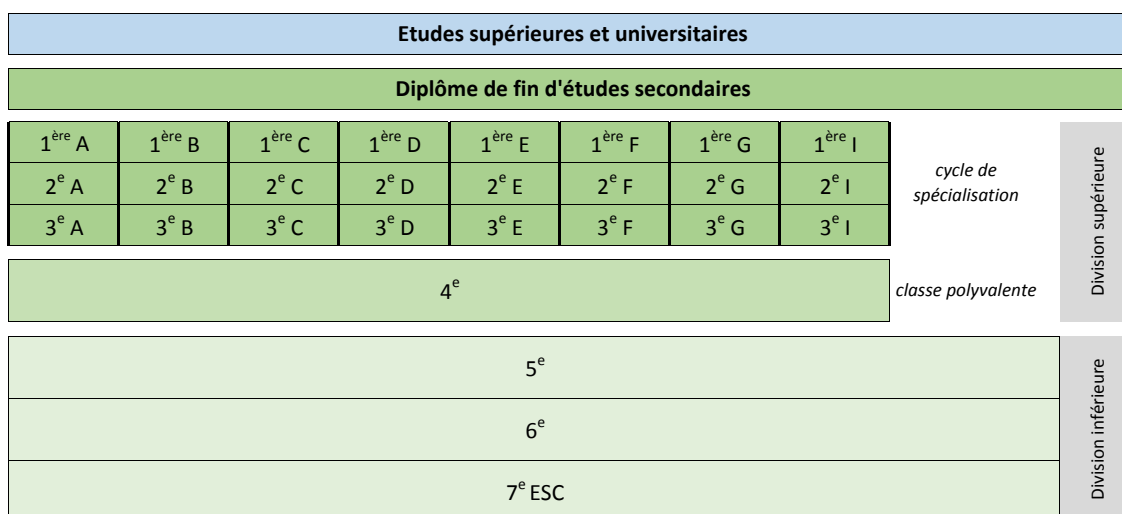 Etudes supérieures et universitaires
Diplôme de fin d'études secondaires
1ère A 1ère B 1ère C 1ère D 1ère E 1ère F 1ère G 1ère I
2e A 2e B 2e C 2e D 2e E 2e F 2e G 2e I
3e A 3e B 3e C 3e D 3e E 3e F 3e G 3e I
cycle de
spécialisation
Division supérieure
4e
classe polyvalente
5e
6e
7e ESC
Division inférieure